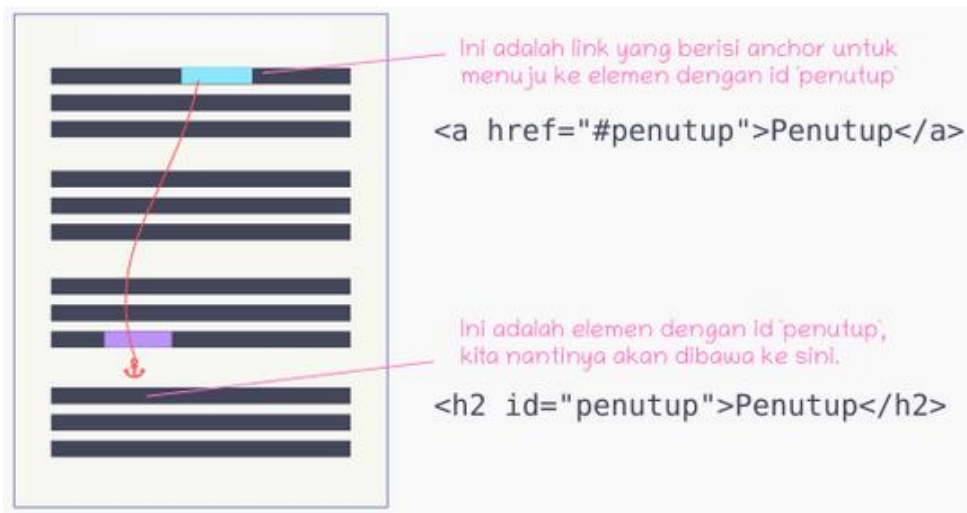 Ini adalah link yang berisi anchor untuk
menuju ke elemen dengan id `penutup`
<a href="#penutup">Penutup</a>
Ini adalah elemen dengan id `penutup`,
kita nantinya akan dibawa ke sini.
<h2 id="penutup">Penutup</h2>